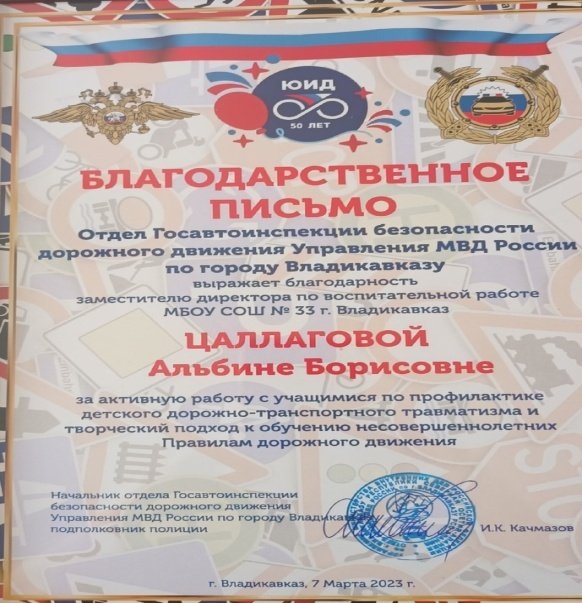 ЮИД
50 ЛЕТ
БЛАГОДАРСТВЕННОЕ
ПИСЬМО
Отдел Госавтоинспекции безопасности
дорожного движения Управления МВД России
по городу Владикавказу
выражает благодарность
заместителю директора по воспитательной работе
МБОУ СОШ № 33 г. Владикавказ
ЦАЛЛАГОВОЙ
Альбине Борисовне
за активную работу с учащимися по профилактике
детского дорожно-транспортного травматизма и
творческий подход к обучению несовершеннолетних
Правилам дорожного движения
Начальник отдела Госавтоинспекции
безопасности дорожного движения
Управления МВД России по городу
подполковник полиции
И.К. Качмазов
г. Владикавказ, 7 Марта 2023 г.